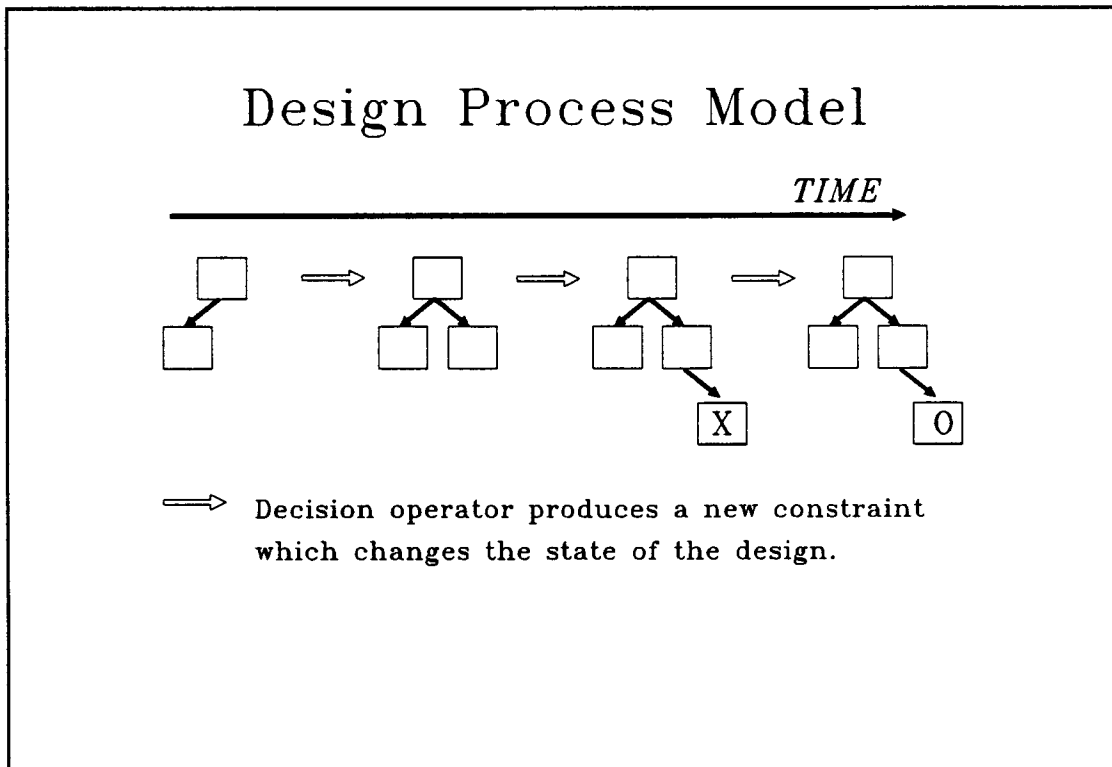 Design Process Model
TIME
X
O
Decision operator produces a new constraint
which changes the state of the design.